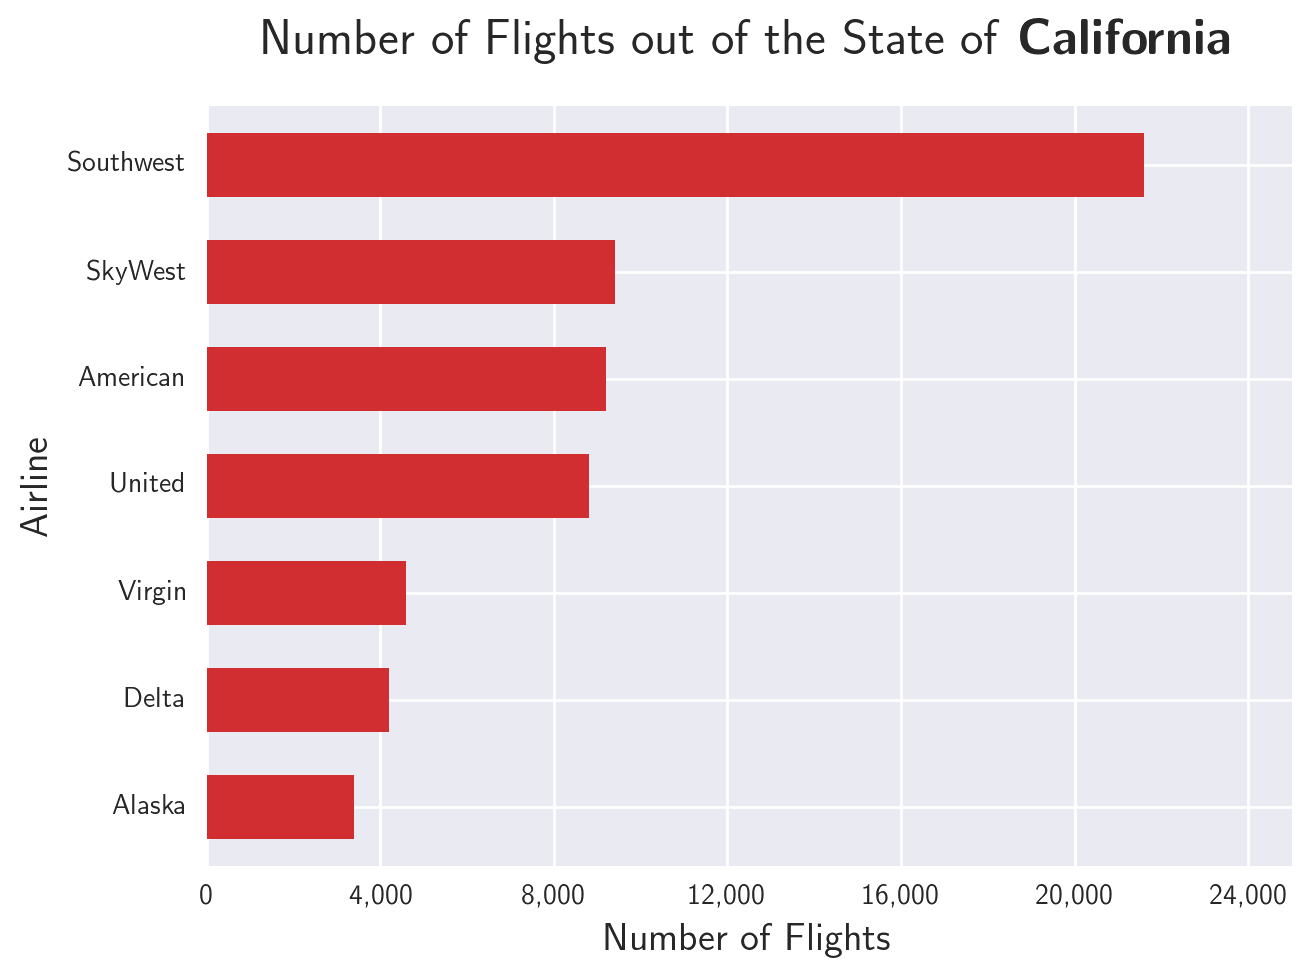 Number of Flights out of the State of California
Southwest
SkyWest
American
United
Virgin
Delta
Alaska
Airline
0 4,000 8,000 12,000 16,000 20,000 24,000
Number of Flights